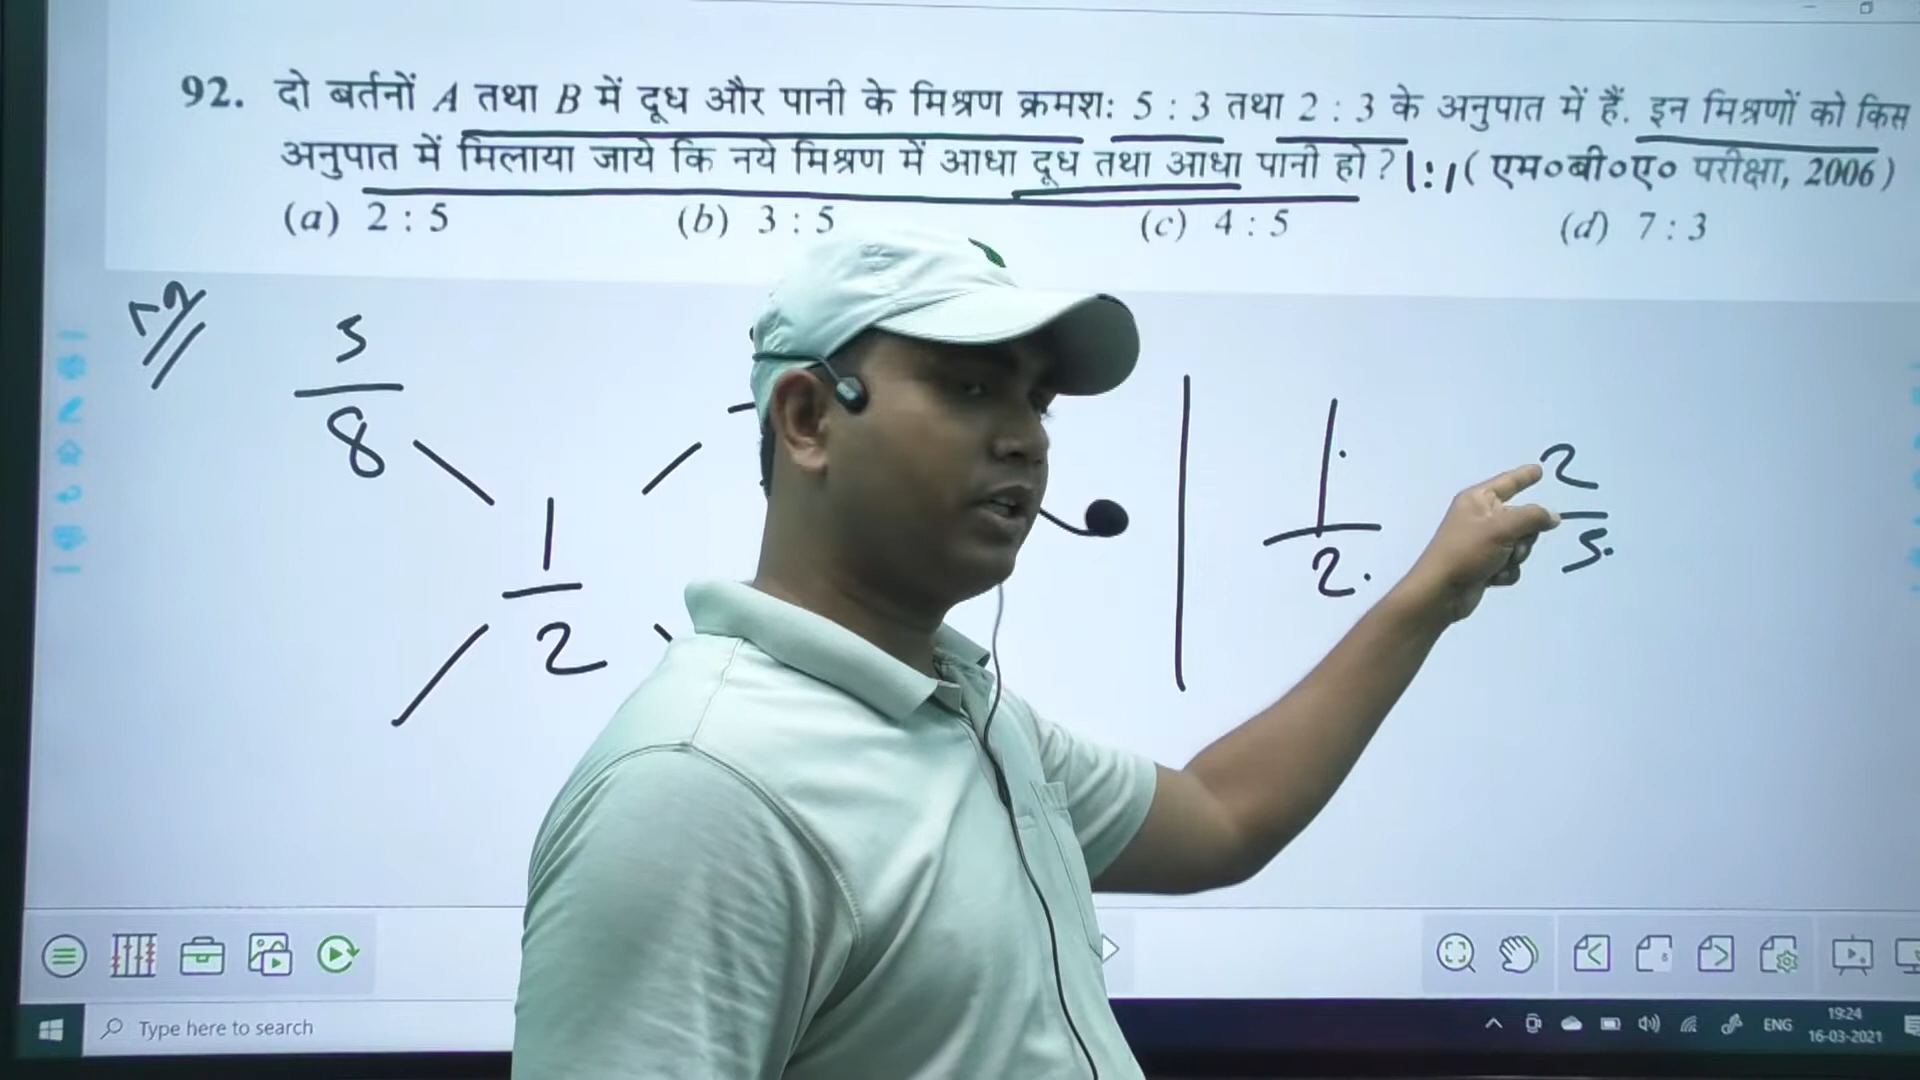 92. दो बर्तनों A तथा B में दूध और पानी के मिश्रण क्रमश: 5 : 3 तथा 2 : 3 के अनुपात में हैं. इन मिश्रणों को किस
अनुपात में मिलाया जाये कि नये मिश्रण में आधा दूध तथा आधा पानी हो ? 1:1 ( एम०बी०ए० परीक्षा, 2006 )
(a) 2 : 5 (b) 3 : 5 (c) 4 : 5 (d) 7 : 3
5
8
1
2
1
2
2
5
Type here to search
ENG
19:24
16-03-2021